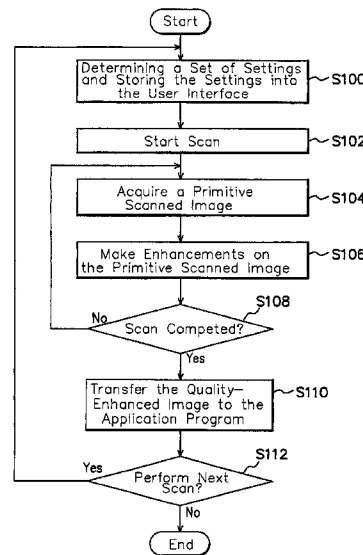 Start
Determining a Set of Settings
and Storing the Settings into
the User Interface
S100
Start Scan
S102
Acquire a Primitive
Scanned Image
S104
Make Enhancements on
the Primitive Scanned Image
S106
S108
No
Scan Competed?
Yes
Transfer the Quality-
Enhanced Image to the
Application Program
S110
S112
Yes
Perform Next
Scan?
No
End